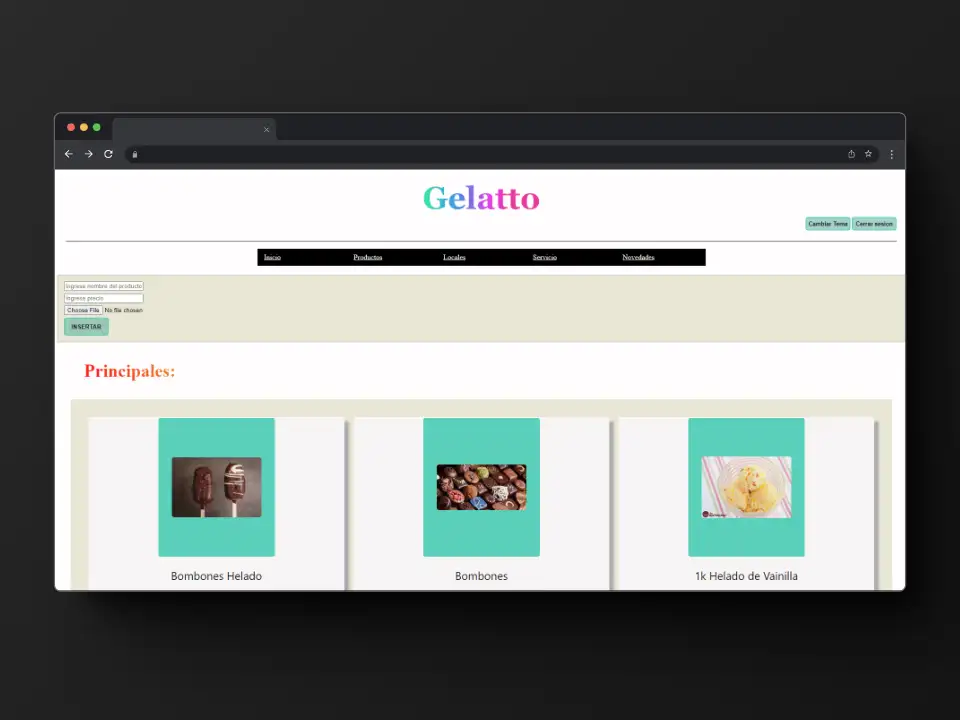 Gelatto
Cambiar Tema Cerrar sesion
Inicio Productos Locales Servicio Novedades
Ingrese nombre del producto
Ingrese precio
Choose File No file chosen
INSERTAR
Principales:
Bombones Helado Bombones 1k Helado de Vainilla